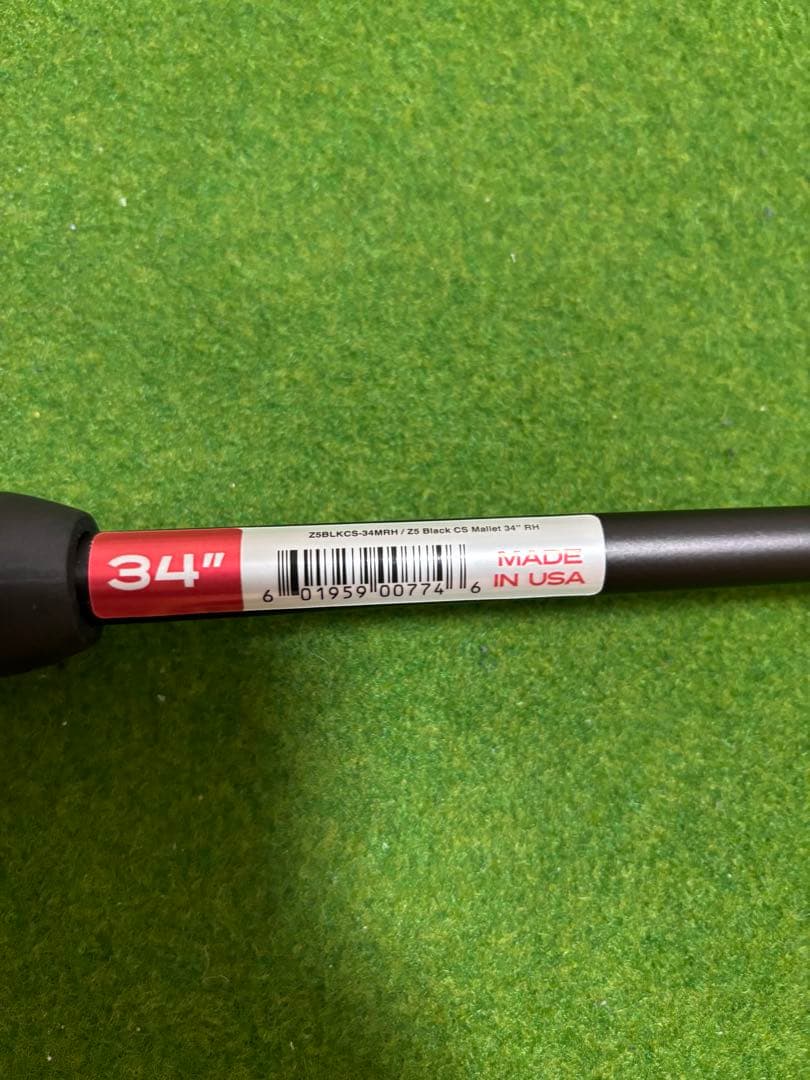 34"
Z5BLKCS-34MRH / Z5 Black CS Mallet 34" RH
6 01959 00774 6
MADE
IN USA